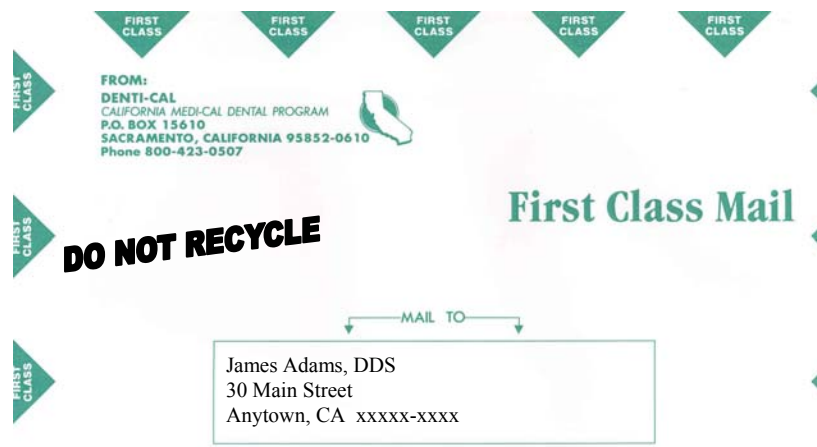 FIRST CLASS FIRST CLASS FIRST CLASS FIRST CLASS FIRST CLASS
FIRST CLASS
FROM:
DENTI-CAL
CALIFORNIA MEDI-CAL DENTAL PROGRAM
P.O. BOX 15610
SACRAMENTO, CALIFORNIA 95852-0610
Phone 800-423-0507
First Class Mail
FIRST CLASS
DO NOT RECYCLE
MAIL TO
FIRST CLASS
James Adams, DDS
30 Main Street
Anytown, CA xxxxx-xxxx